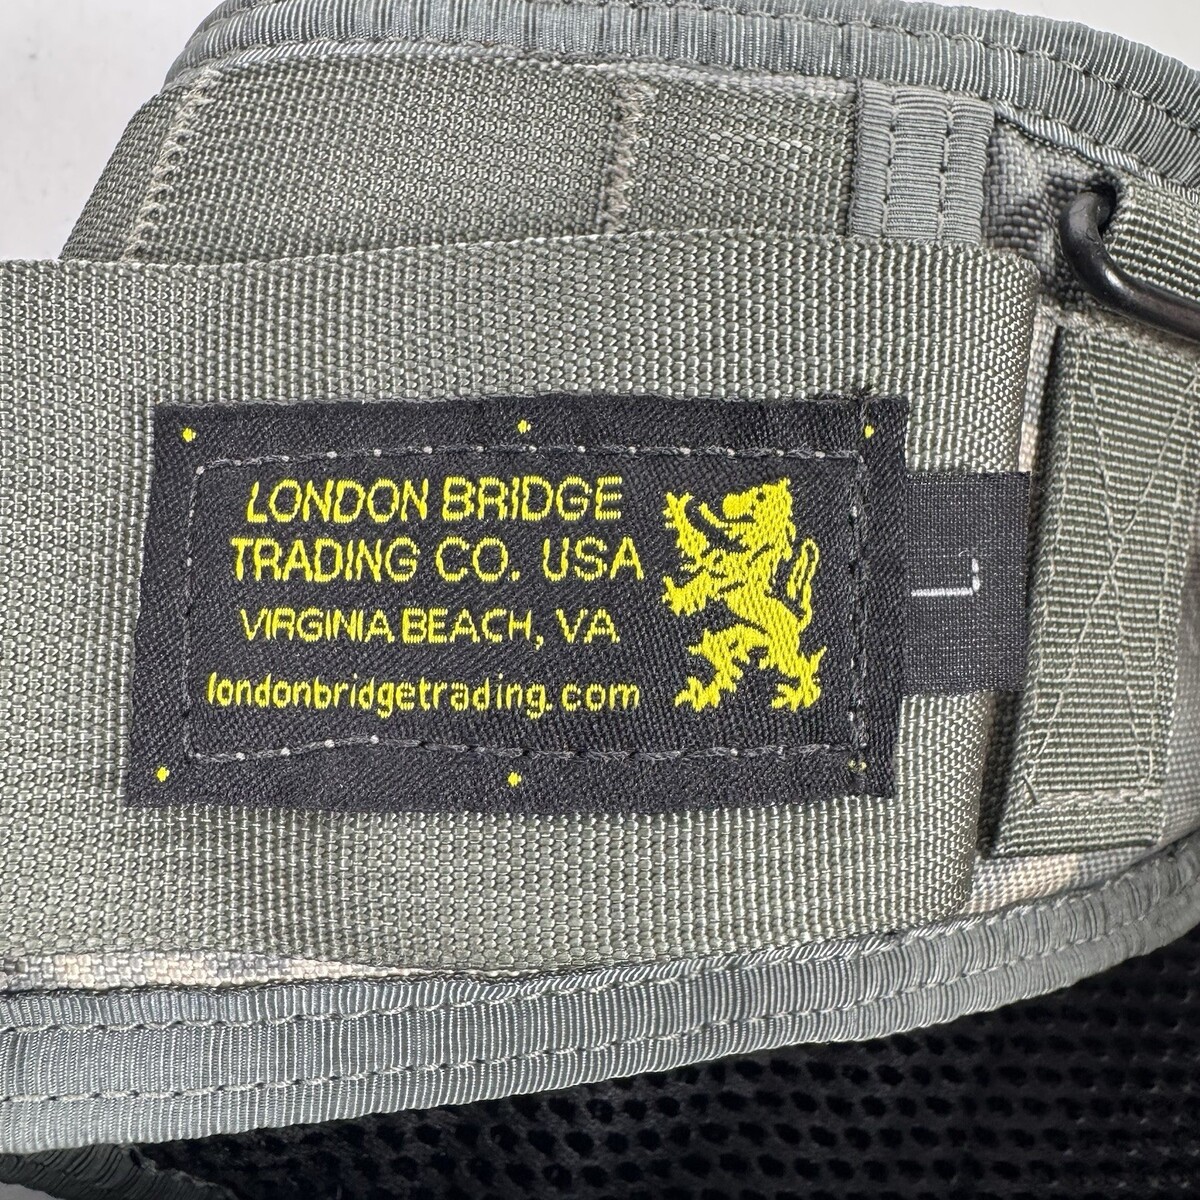 LONDON BRIDGE
TRADING CO. USA
VIRGINIA BEACH, VA
londonbridgetrading.com
L